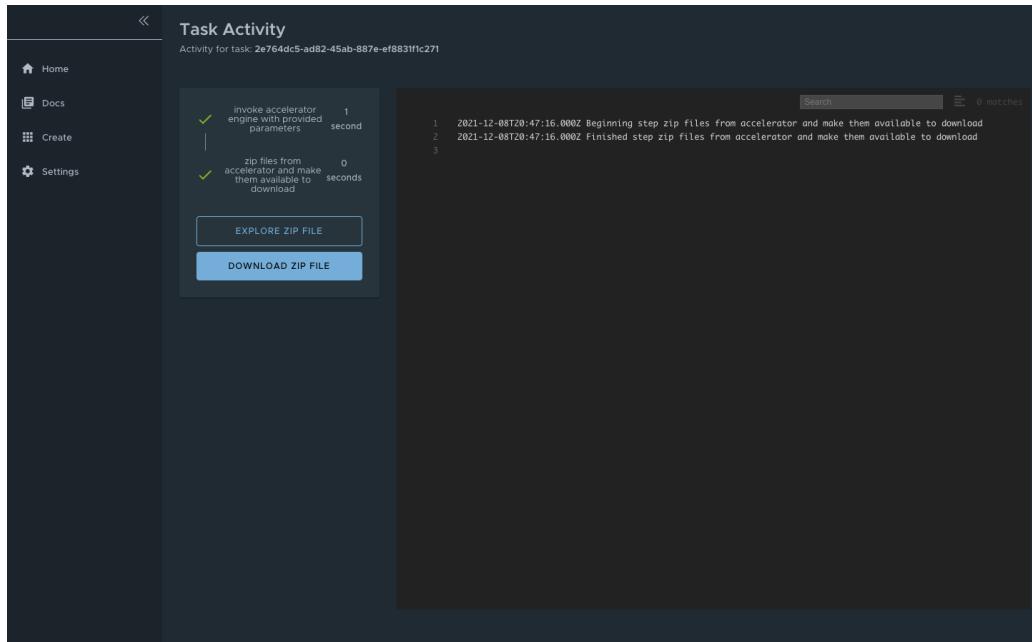 Task Activity
Activity for task: 2e764dc5-ad82-45ab-887e-ef8831f1c271
Home
Docs
Create
Settings
invoke accelerator
engine with provided
parameters
1
second
zip files from
accelerator and make
them available to
download
0
seconds
EXPLORE ZIP FILE
DOWNLOAD ZIP FILE
Search
0 matches
1 2021-12-08T20:47:16.000Z Beginning step zip files from accelerator and make them available to download
2 2021-12-08T20:47:16.000Z Finished step zip files from accelerator and make them available to download
3